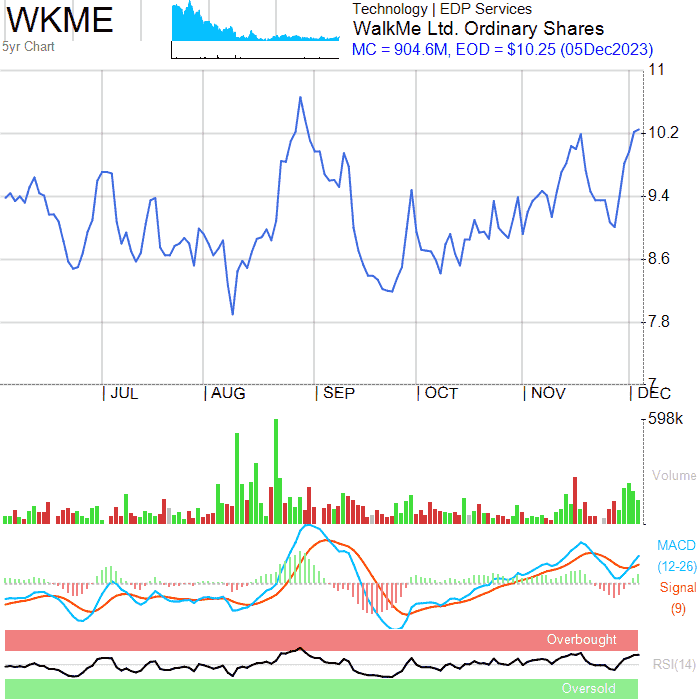 WKME
5yr Chart
Technology | EDP Services
WalkMe Ltd. Ordinary Shares
MC = 904.6M, EOD = $10.25 (05Dec2023)
11
10.2
9.4
8.6
7.8
7
| JUL | AUG | SEP | OCT | NOV | DEC
598k
Volume
MACD
(12-26)
Signal
(9)
Overbought
RSI(14)
Oversold